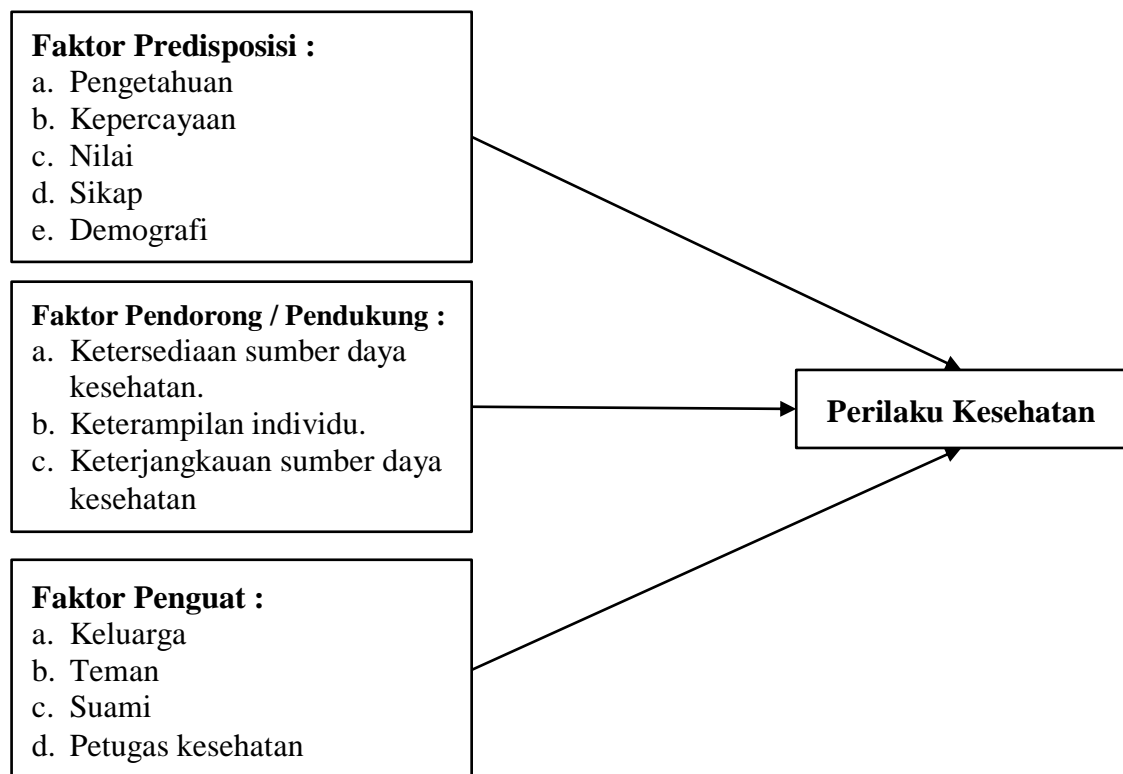 Faktor Predisposisi :
a. Pengetahuan
b. Kepercayaan
c. Nilai
d. Sikap
e. Demografi
Faktor Pendorong / Pendukung :
a. Ketersediaan sumber daya
kesehatan.
b. Keterampilan individu.
c. Keterjangkauan sumber daya
kesehatan
Perilaku Kesehatan
Faktor Penguat :
a. Keluarga
b. Teman
c. Suami
d. Petugas kesehatan